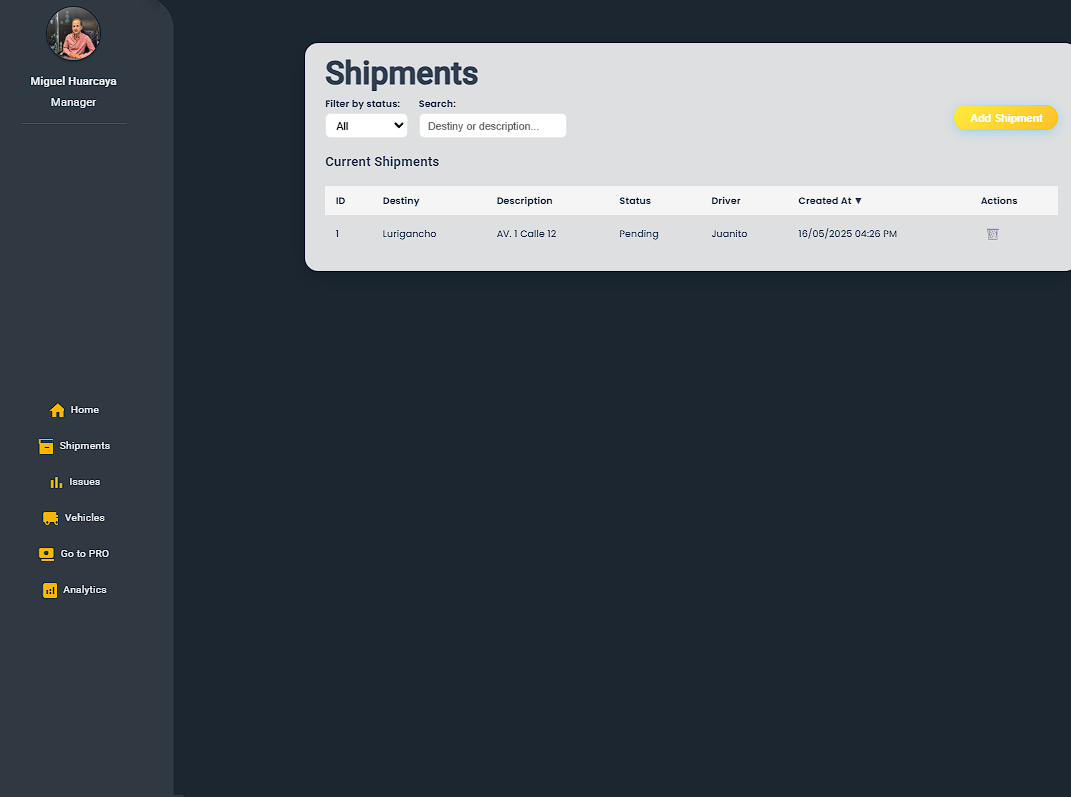 Miguel Huarcaya
Manager
Home
Shipments
Issues
Vehicles
Go to PRO
Analytics
Shipments
Filter by status: Search:
All Destiny or description... Add Shipment
Current Shipments
ID Destiny Description Status Driver Created At ▼ Actions
1 Lurigancho AV. 1 Calle 12 Pending Juanito 16/05/2025 04:26 PM